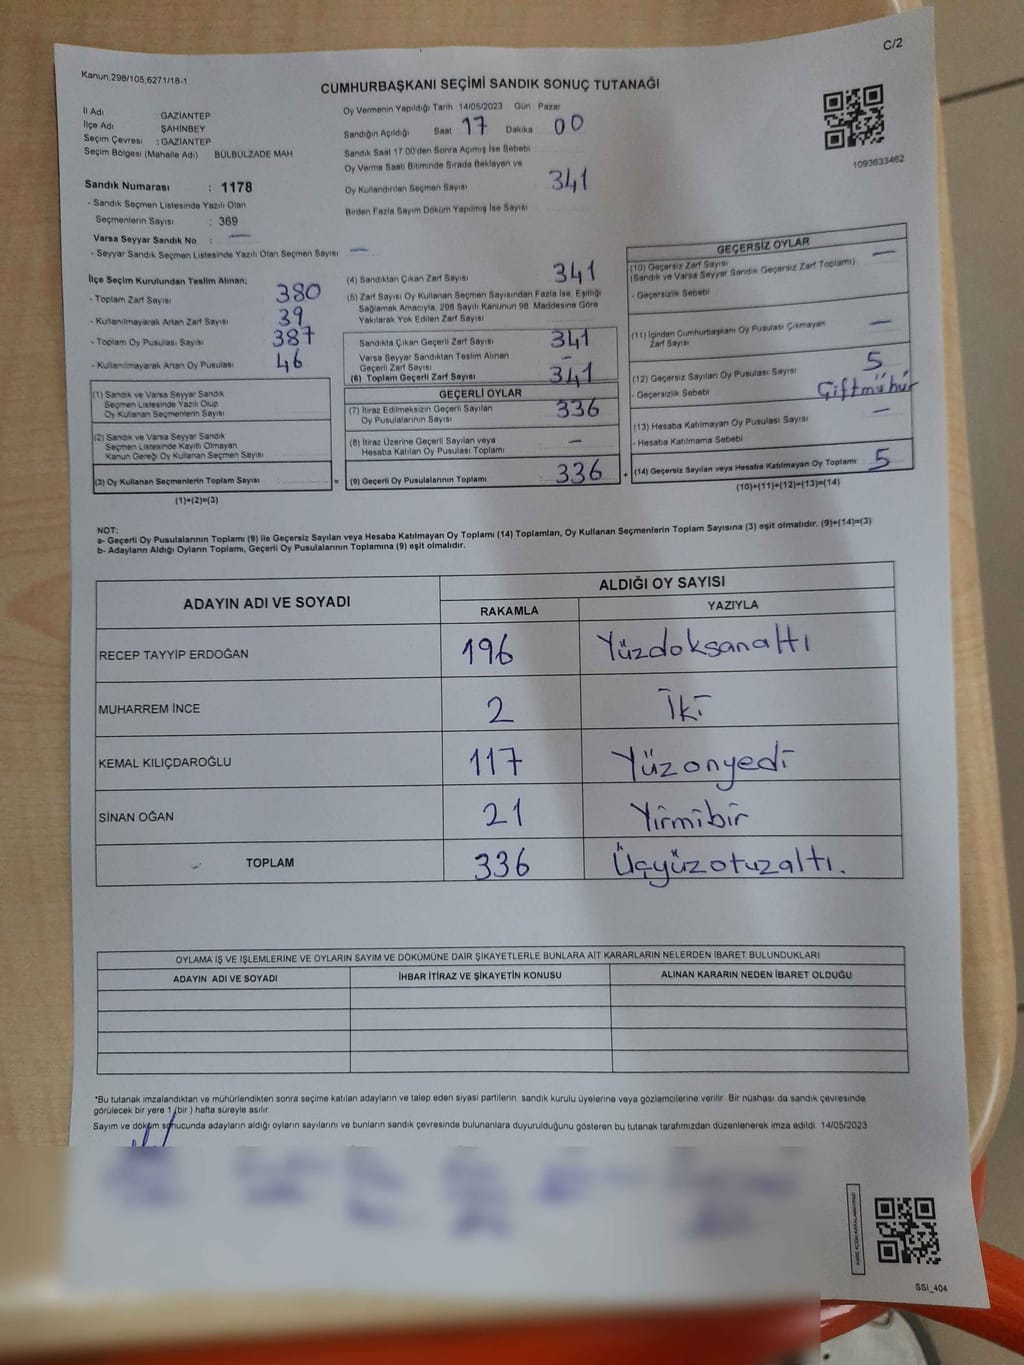 C/2
Kanun,298/105,6271/18-1
CUMHURBAŞKANI SEÇİMİ SANDIK SONUÇ TUTANAĞI
İl Adı : GAZİANTEP
İlçe Adı ŞAHİNBEY
Seçim Çevresi : GAZİANTEP
Seçim Bölgesi (Mahalle Adı) BÜLBÜLZADE MAH
Oy Vermenin Yapıldığı Tarih 14/05/2023 Gün Pazar
Sandığın Açıldığı Saat 17 Dakika 00
Sandık Saat 17.00'den Sonra Açımış İse Sebebi
Oy Verme Saati Bitiminde Sırada Bekleyen ve
Oy Kullandırılan Seçmen Sayısı 341
Birden Fazla Sayım Döküm Yapılmış İse Sayısı
1093633462
Sandık Numarası : 1178
- Sandık Seçmen Listesinde Yazılı Olan
Seçmenlerin Sayısı : 369
Varsa Seyyar Sandık No : —
- Seyyar Sandık Seçmen Listesinde Yazılı Olan Seçmen Sayısı —
İlçe Seçim Kurulundan Teslim Alınan;
- Toplam Zarf Sayısı 380
- Kullanılmayarak Artan Zarf Sayısı 39
- Toplam Oy Pusulası Sayısı 387
- Kullanılmayarak Artan Oy Pusulası 46
(1) Sandık ve Varsa Seyyar Sandık
Seçmen Listesinde Yazılı Olup
Oy Kullanan Seçmenlerin Sayısı
(2) Sandık ve Varsa Seyyar Sandık
Seçmen Listesinde Kayıtlı Olmayan
Kanun Gereği Oy Kullanan Seçmen Sayısı
(3) Oy Kullanan Seçmenlerin Toplam Sayısı =
(1)+(2)=(3)
(4) Sandıktan Çıkan Zarf Sayısı 341
(5) Zarf Sayısı Oy Kullanan Seçmen Sayısından Fazla İse, Eşitliği
Sağlamak Amacıyla, 298 Sayılı Kanunun 98. Maddesine Göre
Yakılarak Yok Edilen Zarf Sayısı
Sandıkta Çıkan Geçerli Zarf Sayısı 341
Varsa Seyyar Sandıktan Teslim Alınan
Geçerli Zarf Sayısı –
(6) Toplam Geçerli Zarf Sayısı 341
GEÇERLİ OYLAR
(7) İtiraz Edilmeksizin Geçerli Sayılan
Oy Pusulalarının Sayısı 336
(8) İtiraz Üzerine Geçerli Sayılan veya
Hesaba Katılan Oy Pusulası Toplamı —
(9) Geçerli Oy Pusulalarının Toplamı 336
GEÇERSİZ OYLAR
(10) Geçersiz Zarf Sayısı —
(Sandık ve Varsa Seyyar Sandık Geçersiz Zarf Toplamı)
- Geçersizlik Sebebi
(11) İçinden Cumhurbaşkanı Oy Pusulası Çıkmayan
Zarf Sayısı —
(12) Geçersiz Sayılan Oy Pusulası Sayısı 5
- Geçersizlik Sebebi Çiftmühür
(13) Hesaba Katılmayan Oy Pusulası Sayısı —
- Hesaba Katılmama Sebebi
(14) Geçersiz Sayılan veya Hesaba Katılmayan Oy Toplamı 5
(10)+(11)+(12)+(13)=(14)
NOT:
a- Geçerli Oy Pusulalarının Toplamı (9) ile Geçersiz Sayılan veya Hesaba Katılmayan Oy Toplamı (14) Toplamları, Oy Kullanan Seçmenlerin Toplam Sayısına (3) eşit olmalıdır. (9)+(14)=(3)
b- Adayların Aldığı Oyların Toplamı, Geçerli Oy Pusulalarının Toplamına (9) eşit olmalıdır.
ADAYIN ADI VE SOYADI ALDIĞI OY SAYISI
RAKAMLA YAZIYLA
RECEP TAYYİP ERDOĞAN 196 Yüzdoksanaltı
MUHARREM İNCE 2 İki
KEMAL KILIÇDAROĞLU 117 Yüzonyedi
SİNAN OĞAN 21 Yirmibir
TOPLAM 336 Üçyüzotuzaltı.
OYLAMA İŞ VE İŞLEMLERİNE VE OYLARIN SAYIM VE DÖKÜMÜNE DAİR ŞİKAYETLERLE BUNLARA AİT KARARLARIN NELERDEN İBARET BULUNDUKLARI
ADAYIN ADI VE SOYADI İHBAR İTİRAZ VE ŞİKAYETİN KONUSU ALINAN KARARIN NEDEN İBARET OLDUĞU
*Bu tutanak imzalandıktan ve mühürlendikten sonra seçime katılan adayların ve talep eden siyasi partilerin sandık kurulu üyelerine veya gözlemcilerine verilir. Bir nüshası da sandık çevresinde
görülecek bir yere 1 (bir ) hafta süreyle asılır.
Sayım ve döküm sonucunda adayların aldığı oyların sayılarını ve bunların sandık çevresinde bulunanlara duyurulduğunu gösteren bu tutanak tarafımızdan düzenlenerek imza edildi. 14/05/2023
SSI_404